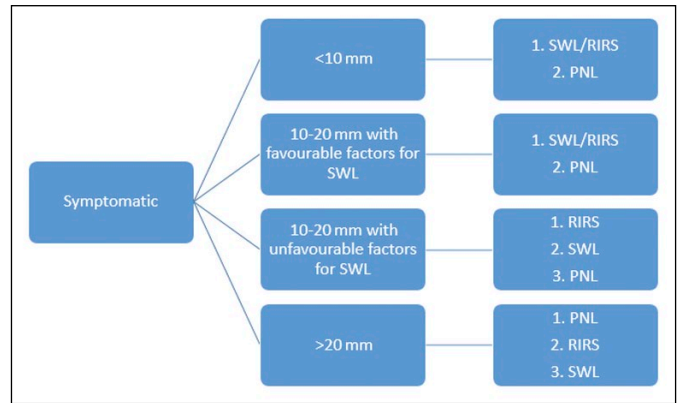 Symptomatic
<10 mm
1. SWL/RIRS
2. PNL
10-20 mm with
favourable factors for
SWL
1. SWL/RIRS
2. PNL
10-20 mm with
unfavourable factors
for SWL
1. RIRS
2. SWL
3. PNL
>20 mm
1. PNL
2. RIRS
3. SWL